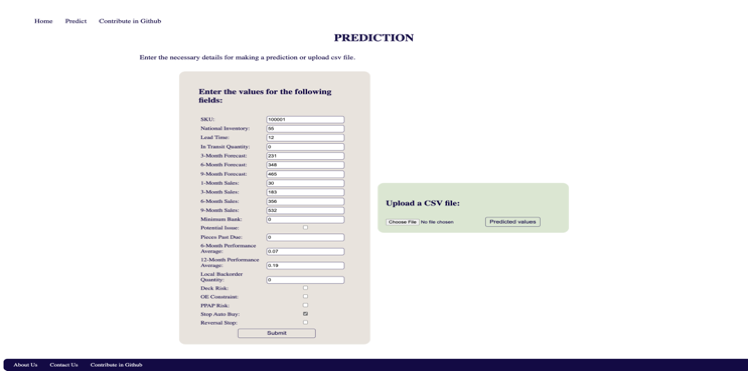 Home Predict Contribute in Github
PREDICTION
Enter the necessary details for making a prediction or upload csv file.
Enter the values for the following
fields:
SKU: 100001
National Inventory: 55
Lead Time: 12
In Transit Quantity: 0
3-Month Forecast: 231
6-Month Forecast: 348
9-Month Forecast: 465
1-Month Sales: 30
3-Month Sales: 163
6-Month Sales: 356
9-Month Sales: 532
Minimum Bank: 0
Potential Issue:
Pieces Past Due: 0
6-Month Performance
Average: 0.07
12-Month Performance
Average: 0.19
Local Backorder
Quantity: 0
Deck Risk:
OE Constraint:
PPAP Risk:
Stop Auto Buy:
Reversal Stop:
Submit
Upload a CSV file:
Choose File No file chosen Predicted values
About Us Contact Us Contribute in Github